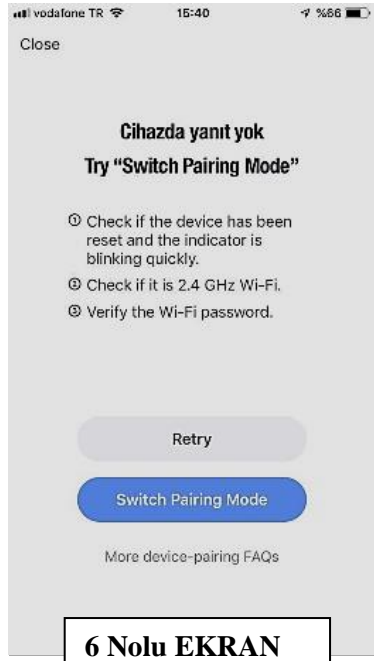 vodafone TR 15:40 %66
Close
Cihazda yanıt yok
Try “Switch Pairing Mode”
① Check if the device has been
reset and the indicator is
blinking quickly.
② Check if it is 2.4 GHz Wi-Fi.
③ Verify the Wi-Fi password.
Retry
Switch Pairing Mode
More device-pairing FAQs
6 Nolu EKRAN